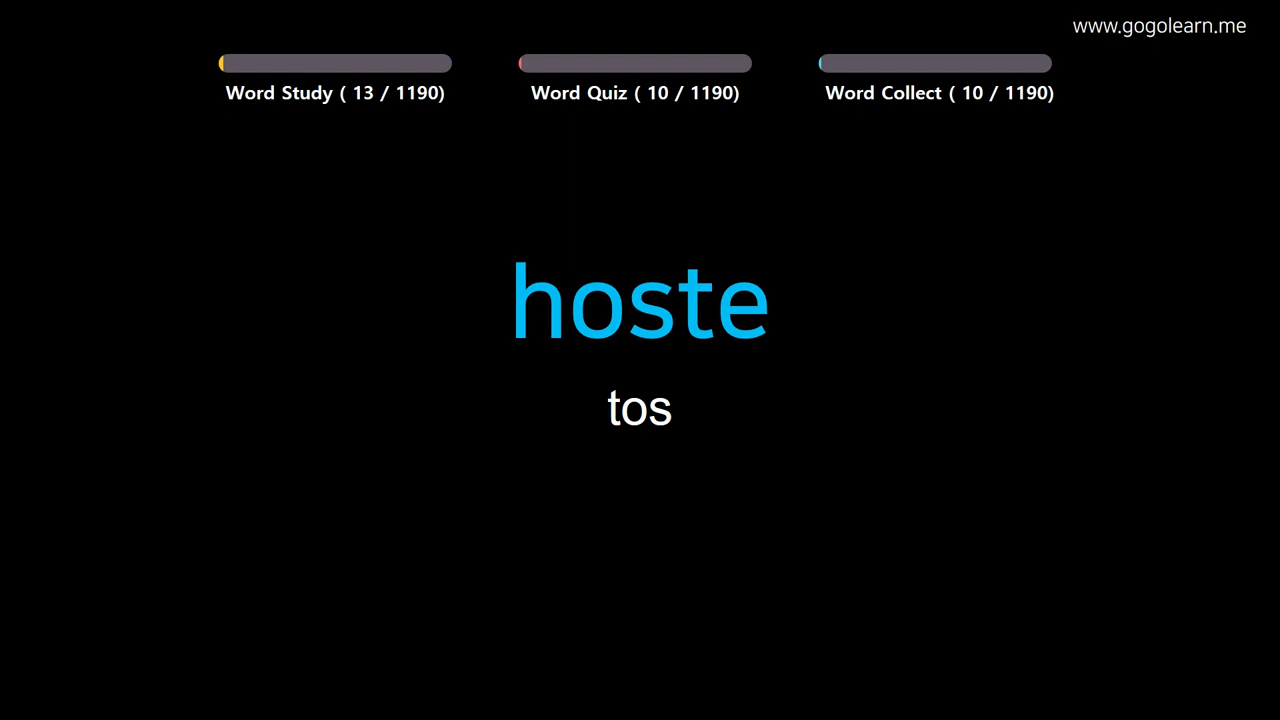 www.gogolearn.me
Word Study ( 13 / 1190)
Word Quiz ( 10 / 1190)
Word Collect ( 10 / 1190)
hoste
tos